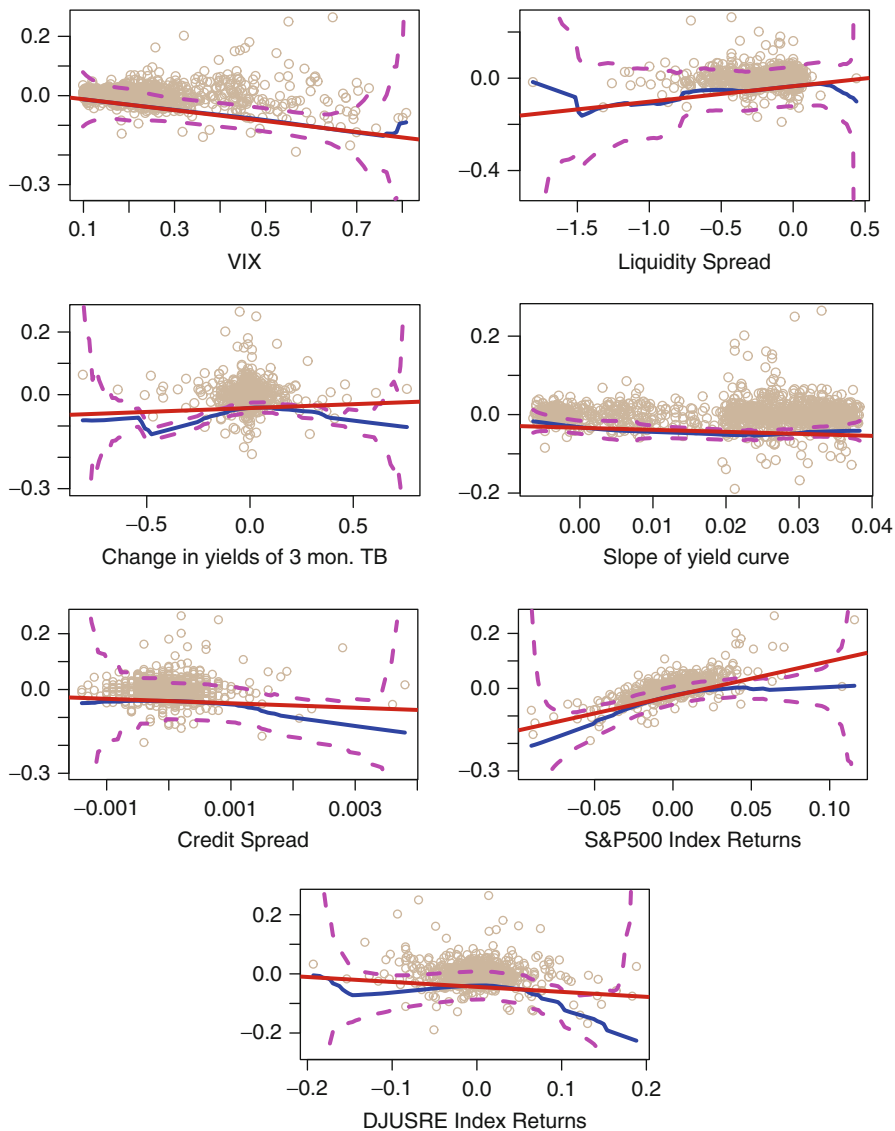 0.2
0.0
−0.3
0.1 0.3 0.5 0.7
VIX
0.0
−0.4
−1.5 −1.0 −0.5 0.0 0.5
Liquidity Spread
0.2
0.0
−0.3
−0.5 0.0 0.5
Change in yields of 3 mon. TB
0.2
0.0
−0.2
0.00 0.01 0.02 0.03 0.04
Slope of yield curve
0.2
0.0
−0.3
−0.001 0.001 0.003
Credit Spread
0.2
0.0
−0.3
−0.05 0.00 0.05 0.10
S&P500 Index Returns
0.2
0.0
−0.2
−0.2 −0.1 0.0 0.1 0.2
DJUSRE Index Returns